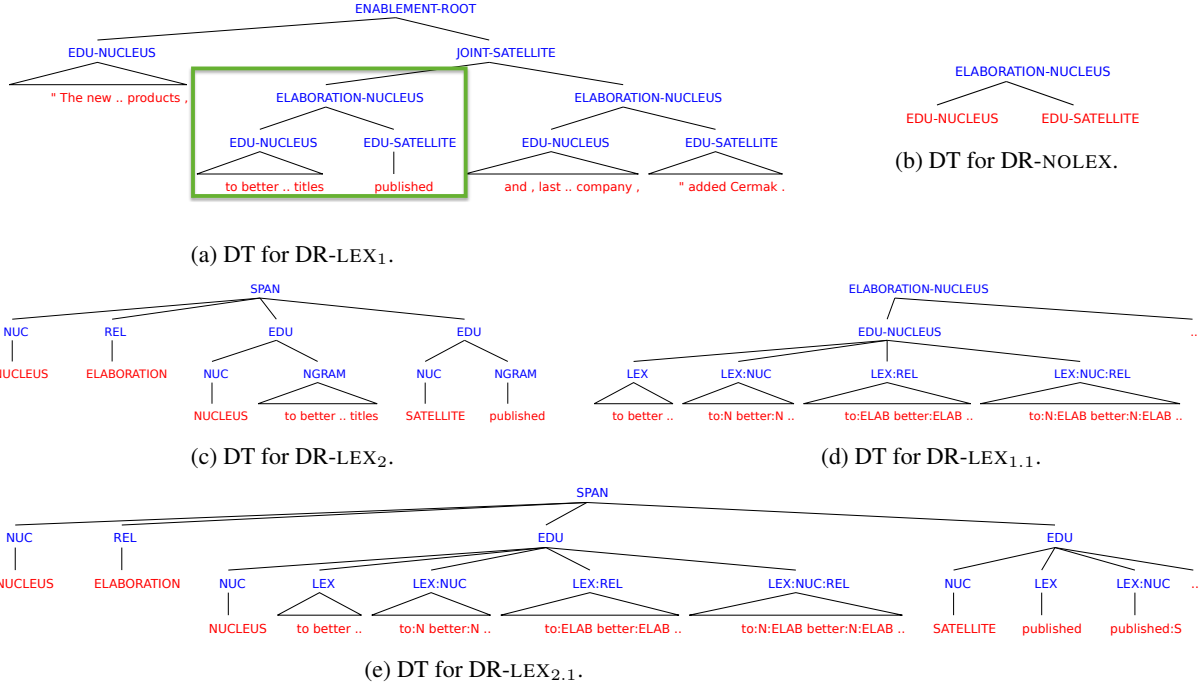 ENABLEMENT-ROOT
EDU-NUCLEUS JOINT-SATELLITE
" The new .. products ,
ELABORATION-NUCLEUS ELABORATION-NUCLEUS
EDU-NUCLEUS EDU-SATELLITE EDU-NUCLEUS EDU-SATELLITE
to better .. titles published and , last .. company , " added Cermak .
(a) DT for DR-LEX1.
ELABORATION-NUCLEUS
EDU-NUCLEUS EDU-SATELLITE
(b) DT for DR-NOLEX.
SPAN
NUC REL EDU EDU
NUCLEUS ELABORATION NUC NGRAM NUC NGRAM
NUCLEUS to better .. titles SATELLITE published
(c) DT for DR-LEX2.
ELABORATION-NUCLEUS
EDU-NUCLEUS ..
LEX LEX:NUC LEX:REL LEX:NUC:REL
to better .. to:N better:N .. to:ELAB better:ELAB .. to:N:ELAB better:N:ELAB ..
(d) DT for DR-LEX1.1.
SPAN
NUC REL EDU EDU
NUCLEUS ELABORATION NUC LEX LEX:NUC LEX:REL LEX:NUC:REL NUC LEX LEX:NUC ..
NUCLEUS to better .. to:N better:N .. to:ELAB better:ELAB .. to:N:ELAB better:N:ELAB .. SATELLITE published published:S
(e) DT for DR-LEX2.1.